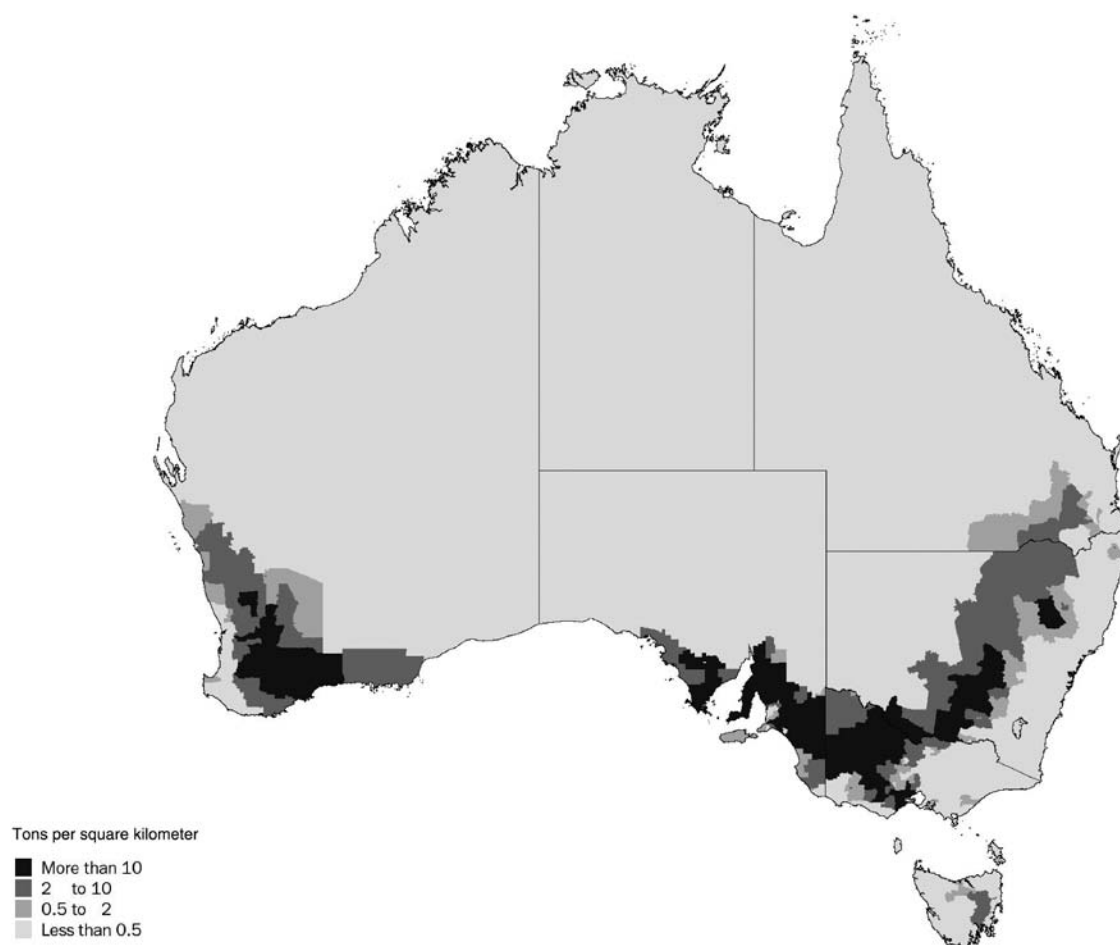 Tons per square kilometer
More than 10
2 to 10
0.5 to 2
Less than 0.5